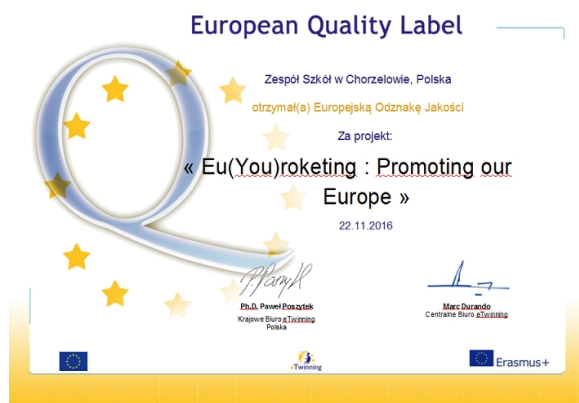 European Quality Label
Zespół Szkół w Chorzelowie, Polska
otrzymał(a) Europejską Odznakę Jakości
Za projekt:
« Eu(You)roketing : Promoting our
Europe »
22.11.2016
Ph.D. Paweł Poszytek
Krajowe Biuro eTwinning
Polska
Marc Durando
Centralne Biuro eTwinning
eTwinning
Erasmus+